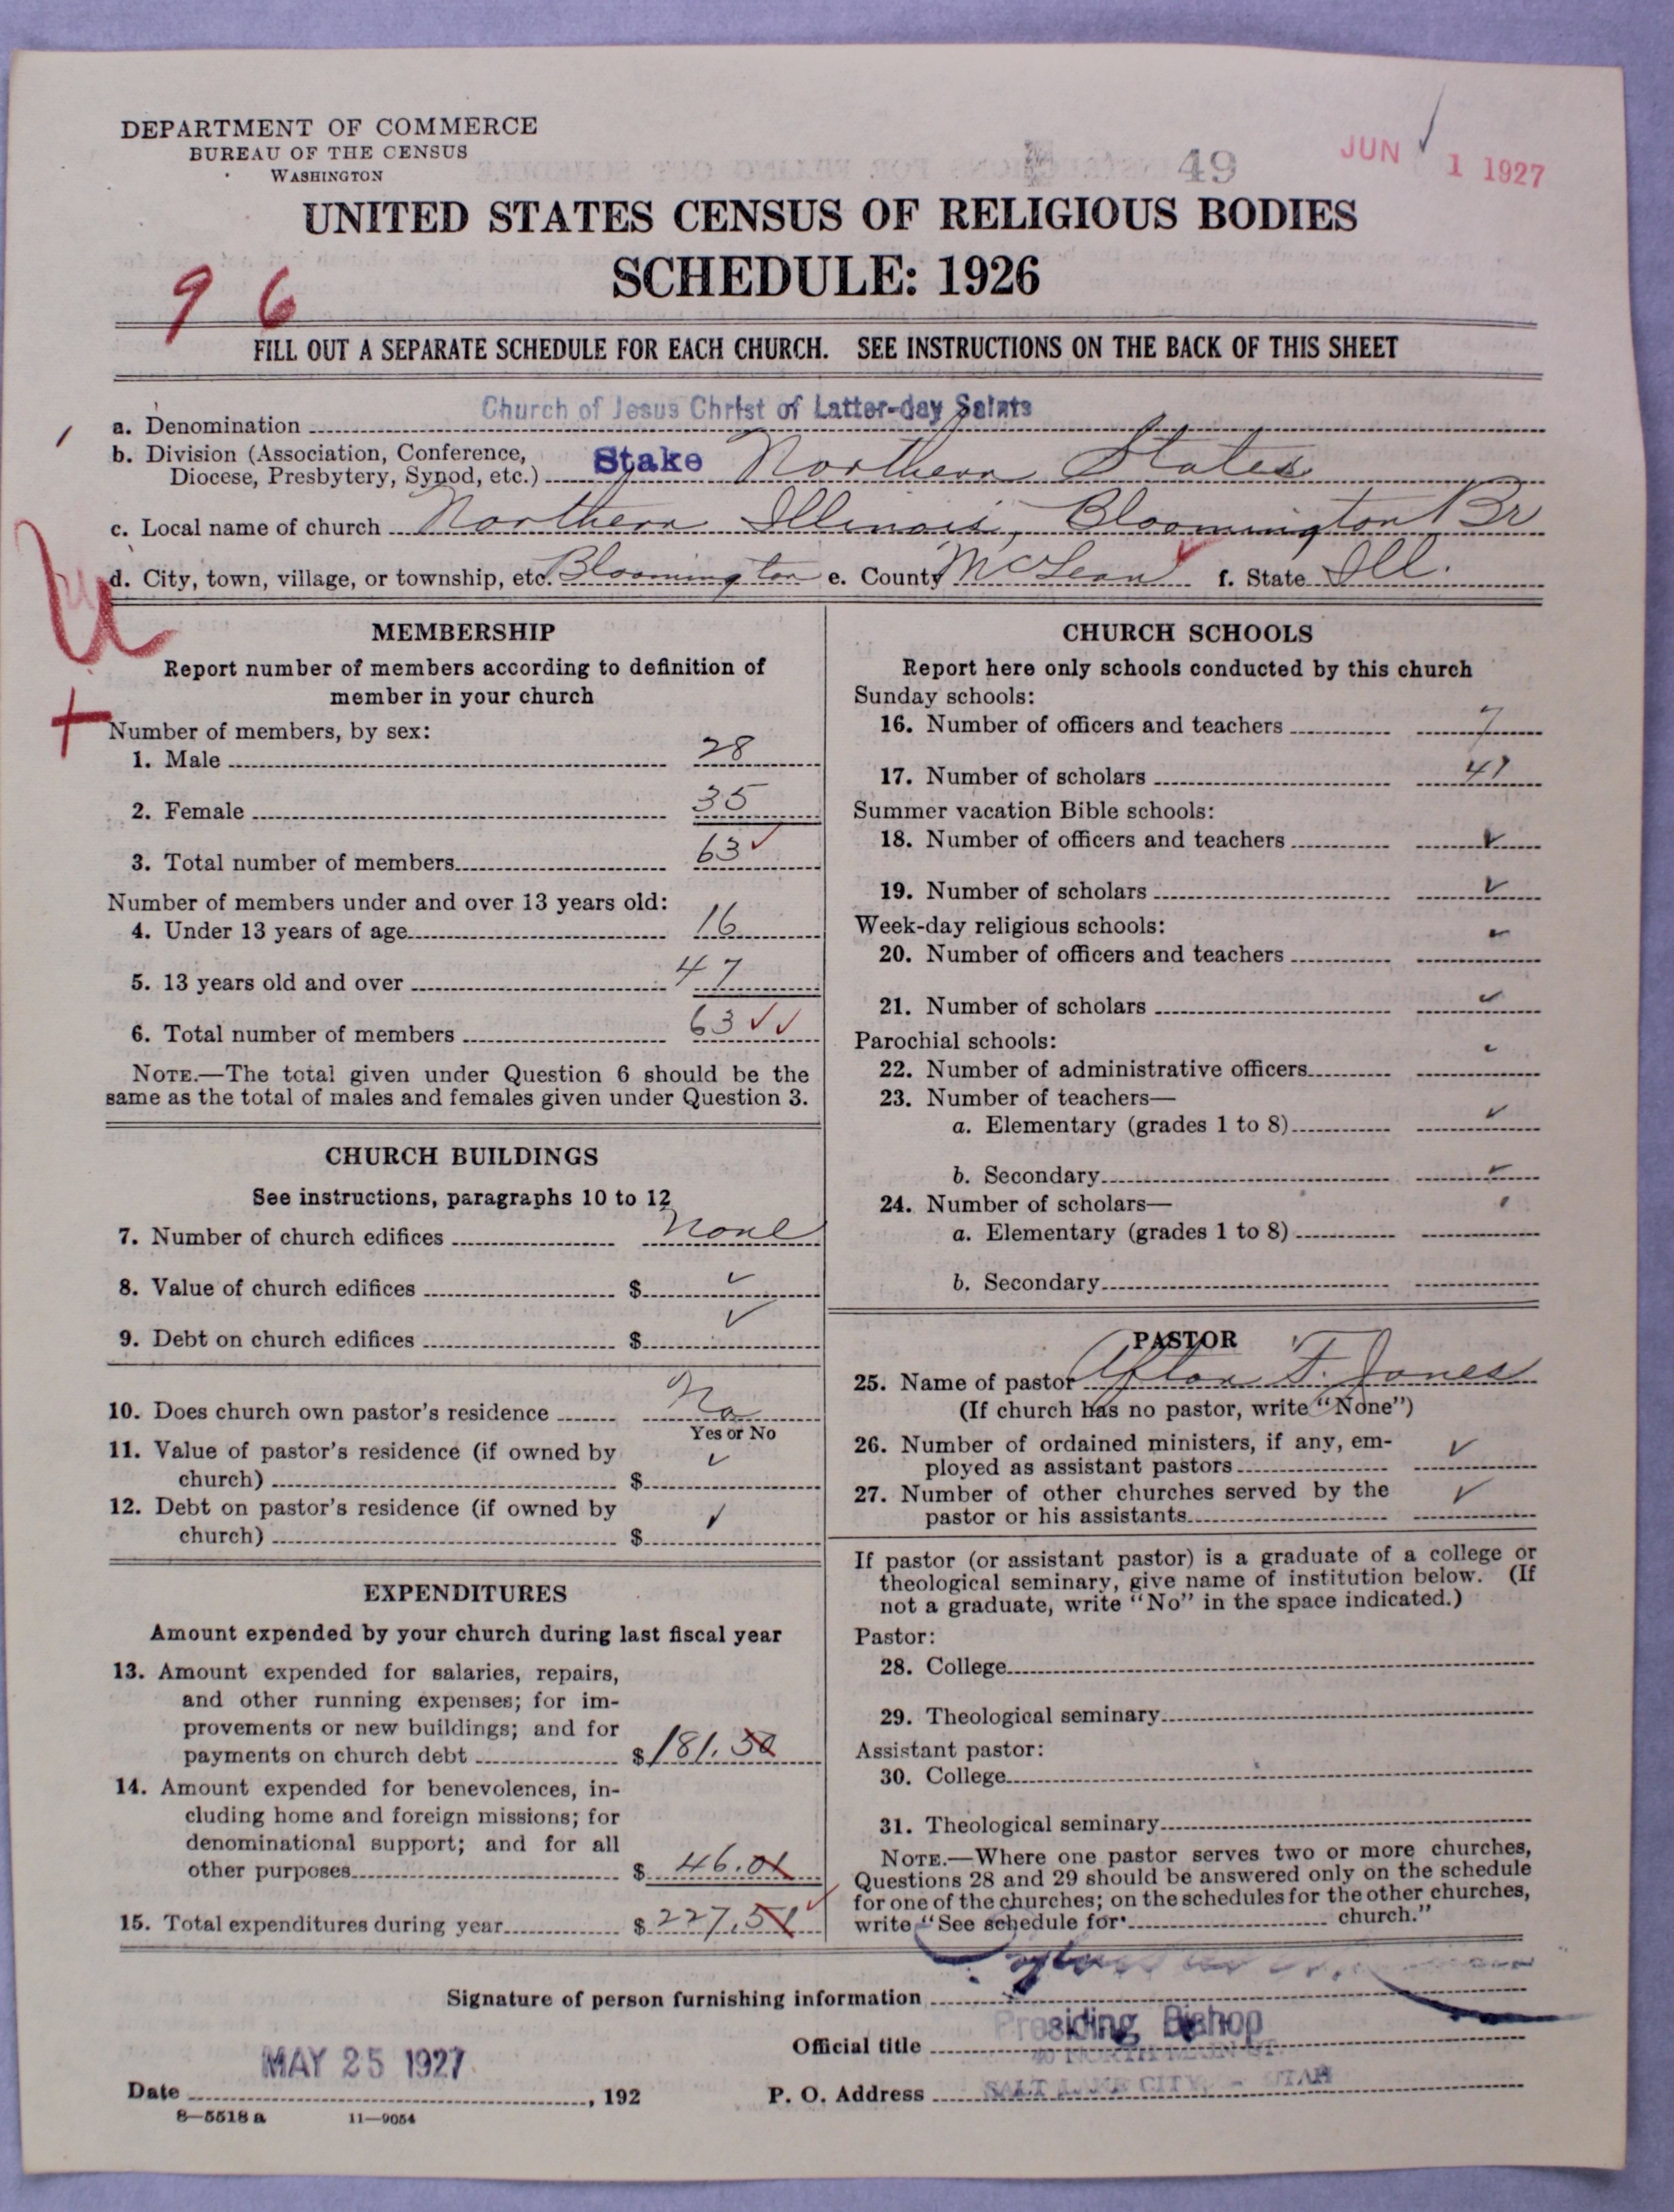 DEPARTMENT OF COMMERCE
BUREAU OF THE CENSUS
WASHINGTON
49
JUN 1 1927
UNITED STATES CENSUS OF RELIGIOUS BODIES
SCHEDULE: 1926
96
FILL OUT A SEPARATE SCHEDULE FOR EACH CHURCH. SEE INSTRUCTIONS ON THE BACK OF THIS SHEET
a. Denomination Church of Jesus Christ of Latter-day Saints
b. Division (Association, Conference,
Diocese, Presbytery, Synod, etc.) Stake Northern States
c. Local name of church Northern Illinois, Bloomington Br
d. City, town, village, or township, etc. Bloomington e. County McLean f. State Ill.
MEMBERSHIP
Report number of members according to definition of
member in your church
Number of members, by sex:
1. Male 28
2. Female 35
3. Total number of members 63
Number of members under and over 13 years old:
4. Under 13 years of age 16
5. 13 years old and over 47
6. Total number of members 63
NOTE.—The total given under Question 6 should be the
same as the total of males and females given under Question 3.
CHURCH BUILDINGS
See instructions, paragraphs 10 to 12
7. Number of church edifices none
8. Value of church edifices $
9. Debt on church edifices $
10. Does church own pastor's residence No
Yes or No
11. Value of pastor's residence (if owned by
church) $
12. Debt on pastor's residence (if owned by
church) $
EXPENDITURES
Amount expended by your church during last fiscal year
13. Amount expended for salaries, repairs,
and other running expenses; for im-
provements or new buildings; and for
payments on church debt $181.50
14. Amount expended for benevolences, in-
cluding home and foreign missions; for
denominational support; and for all
other purposes $ 46.01
15. Total expenditures during year $227.51
CHURCH SCHOOLS
Report here only schools conducted by this church
Sunday schools:
16. Number of officers and teachers 7
17. Number of scholars 41
Summer vacation Bible schools:
18. Number of officers and teachers
19. Number of scholars
Week-day religious schools:
20. Number of officers and teachers
21. Number of scholars
Parochial schools:
22. Number of administrative officers
23. Number of teachers—
a. Elementary (grades 1 to 8)
b. Secondary
24. Number of scholars—
a. Elementary (grades 1 to 8)
b. Secondary
PASTOR
25. Name of pastor Afton F. Jones
(If church has no pastor, write "None")
26. Number of ordained ministers, if any, em-
ployed as assistant pastors
27. Number of other churches served by the
pastor or his assistants
If pastor (or assistant pastor) is a graduate of a college or
theological seminary, give name of institution below. (If
not a graduate, write "No" in the space indicated.)
Pastor:
28. College
29. Theological seminary
Assistant pastor:
30. College
31. Theological seminary
NOTE.—Where one pastor serves two or more churches,
Questions 28 and 29 should be answered only on the schedule
for one of the churches; on the schedules for the other churches,
write "See schedule for church."
Signature of person furnishing information
Official title Presiding Bishop
40 NORTH MAIN ST
P. O. Address SALT LAKE CITY, - UTAH
MAY 25 1927
Date , 192
8—5518 a 11—9054